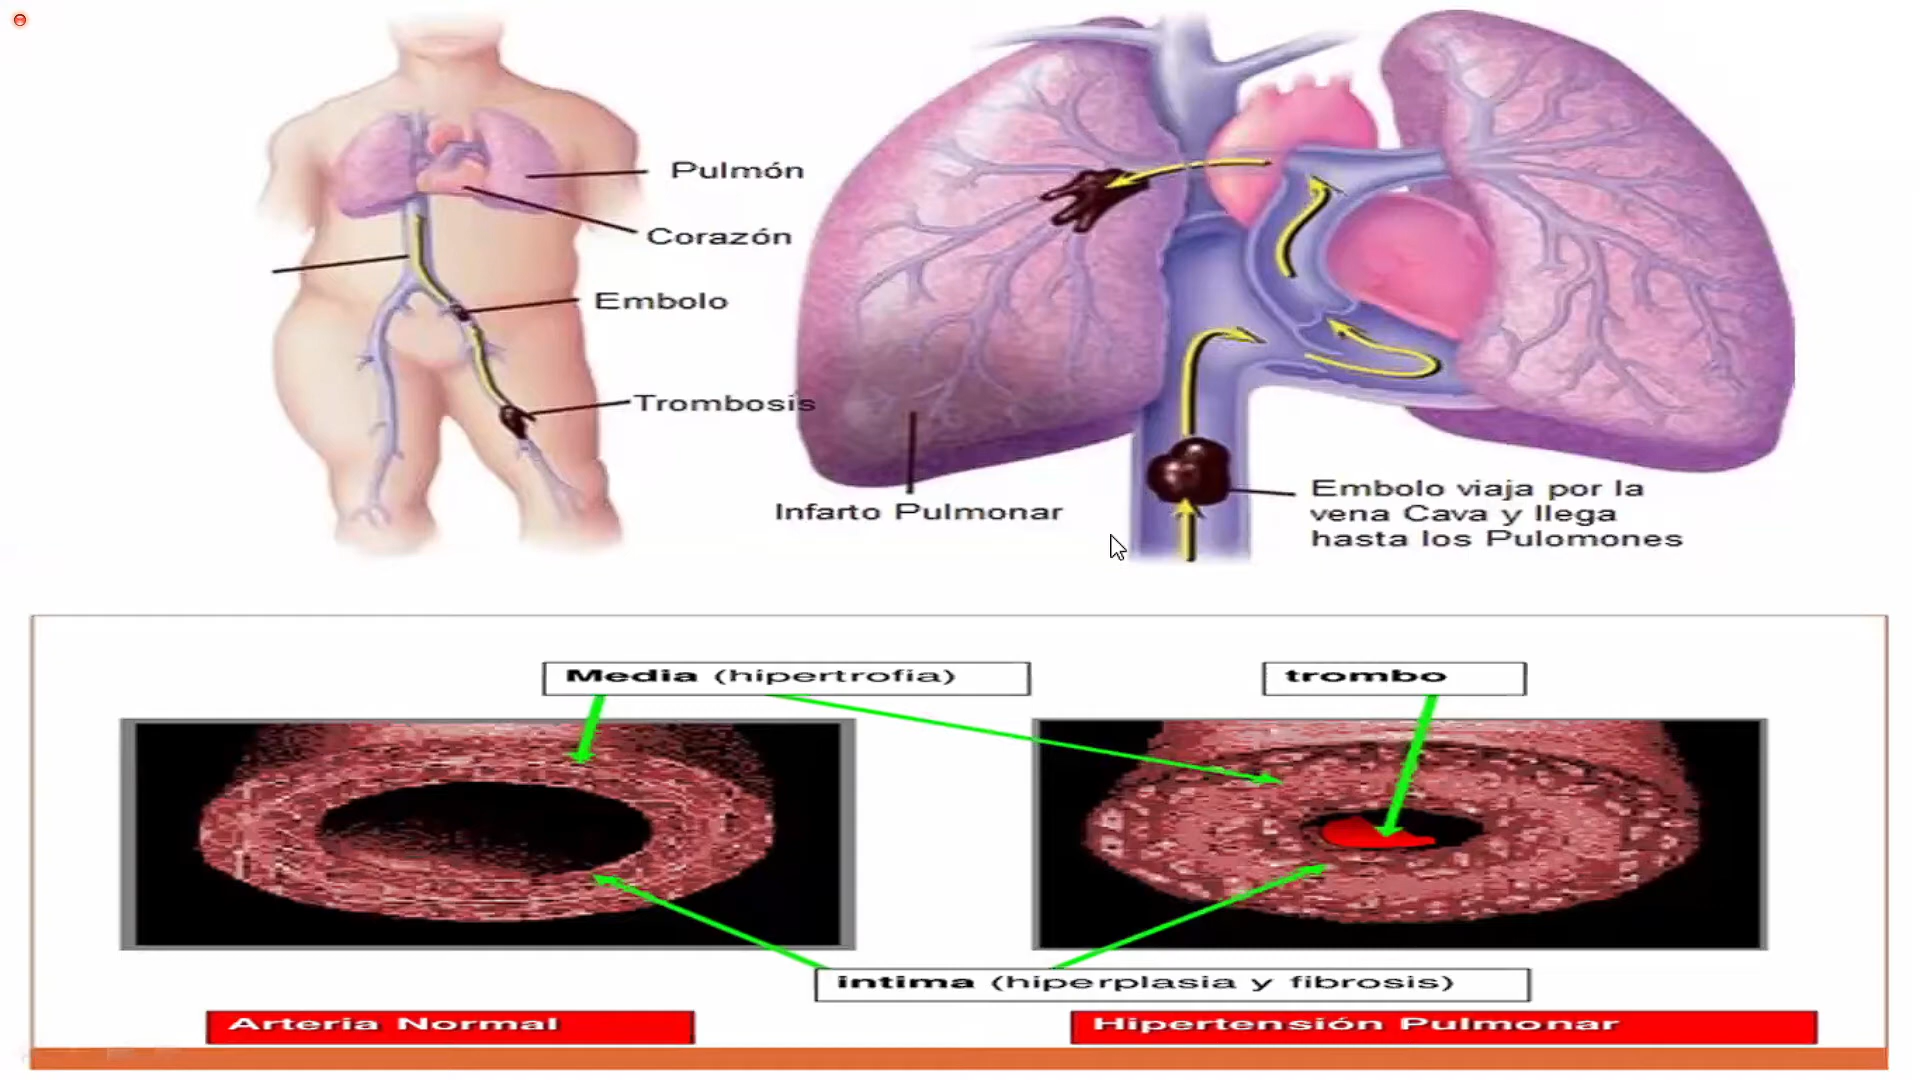 Pulmón
Corazón
Embolo
Trombosis
Infarto Pulmonar
Embolo viaja por la
vena Cava y llega
hasta los Pulomones
Media (hipertrofia)
trombo
intima (hiperplasia y fibrosis)
Arteria Normal
Hipertensión Pulmonar